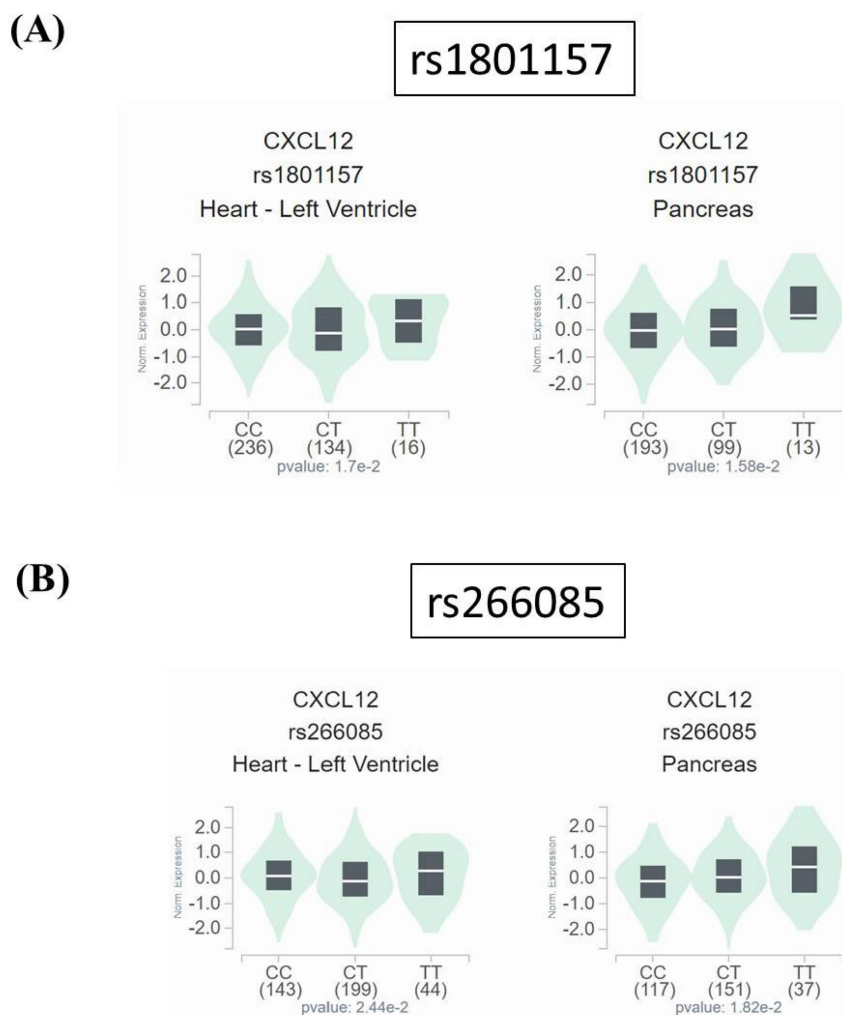 (A)
rs1801157
CXCL12
rs1801157
Heart - Left Ventricle
Norm. Expression
2.0
1.0
0.0
-1.0
-2.0
CC CT TT
(236) (134) (16)
pvalue: 1.7e-2
CXCL12
rs1801157
Pancreas
Norm. Expression
2.0
1.0
0.0
-1.0
-2.0
CC CT TT
(193) (99) (13)
pvalue: 1.58e-2
(B)
rs266085
CXCL12
rs266085
Heart - Left Ventricle
Norm. Expression
2.0
1.0
0.0
-1.0
-2.0
CC CT TT
(143) (199) (44)
pvalue: 2.44e-2
CXCL12
rs266085
Pancreas
Norm. Expression
2.0
1.0
0.0
-1.0
-2.0
CC CT TT
(117) (151) (37)
pvalue: 1.82e-2